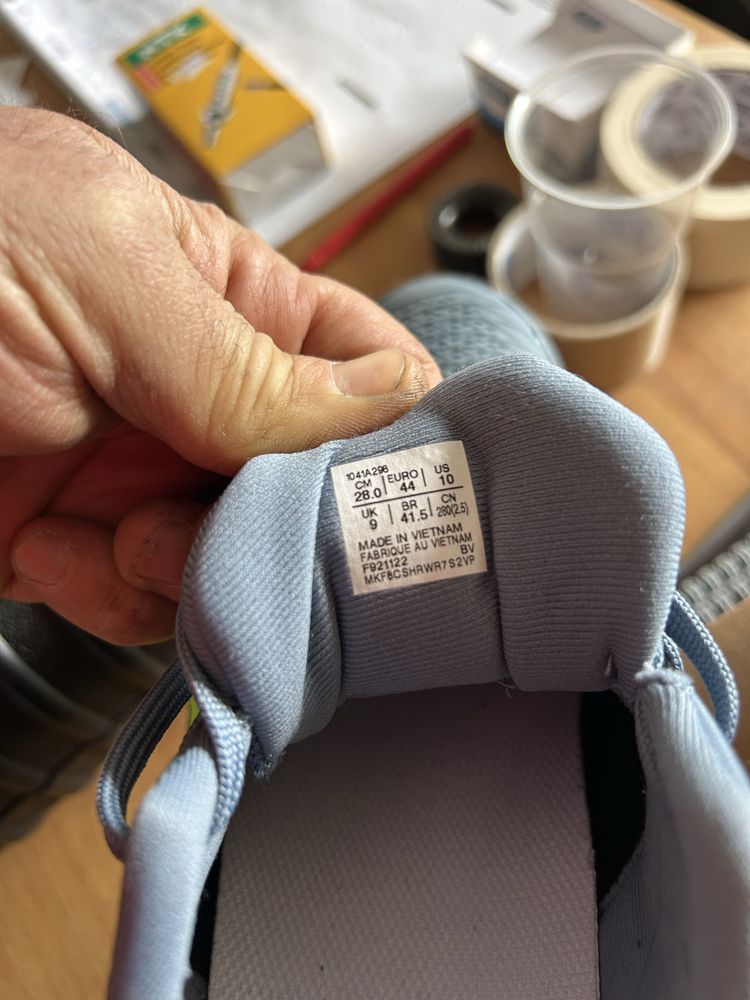 1041A298
CM 28.0 | EURO 44 | US 10
UK 9 | BR 41.5 | CN 280(2.5)
MADE IN VIETNAM
FABRIQUE AU VIETNAM
F921122 BV
MKF8CSHRWR7S2VP